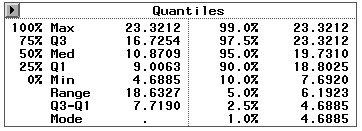 Quantiles
100% Max 23.3212 99.0% 23.3212
75% Q3 16.7254 97.5% 23.3212
50% Med 10.8709 95.0% 19.7310
25% Q1 9.0063 90.0% 18.8025
0% Min 4.6885 10.0% 7.6920
Range 18.6327 5.0% 6.1923
Q3-Q1 7.7190 2.5% 4.6885
Mode . 1.0% 4.6885